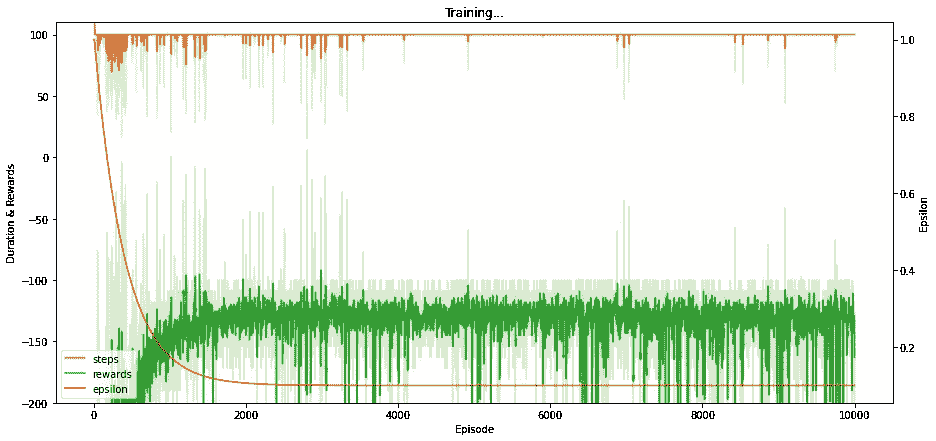 Training...
100
50
0
−50
−100
−150
−200
Duration & Rewards
1.0
0.8
0.6
0.4
0.2
Epsilon
steps
rewards
epsilon
0 2000 4000 6000 8000 10000
Episode